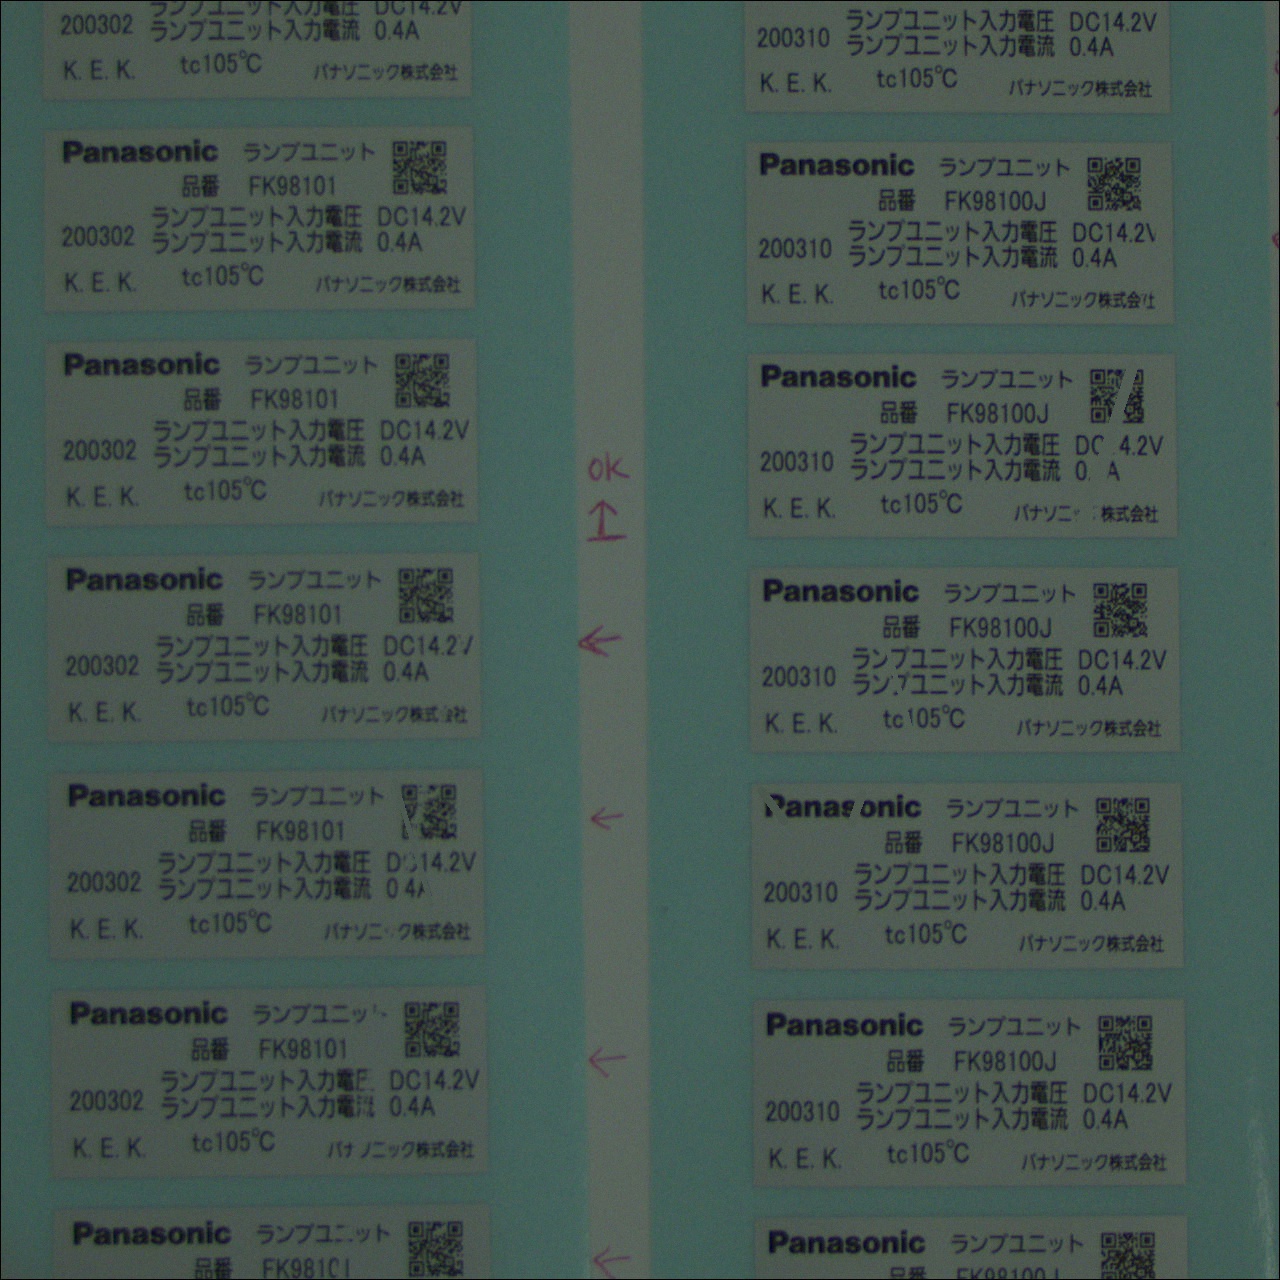 200302 ランプユニット入力電圧 DC14.2V
ランプユニット入力電流 0.4A
K. E. K. tc105℃ パナソニック株式会社
Panasonic ランプユニット
品番 FK98101
200302 ランプユニット入力電圧 DC14.2V
ランプユニット入力電流 0.4A
K. E. K. tc105℃ パナソニック株式会社
Panasonic ランプユニット
品番 FK98101
200302 ランプユニット入力電圧 DC14.2V
ランプユニット入力電流 0.4A
K. E. K. tc105℃ パナソニック株式会社
Panasonic ランプユニット
品番 FK98101
ランプユニット入力電圧 DC14.2V
200302 ランプユニット入力電流 0.4A
K. E. K. tc105℃ パナソニック株式会社
Panasonic ランプユニット
品番 FK98101
ランプユニット入力電圧 DC14.2V
200302 ランプユニット入力電流 0.4A
K. E. K. tc105℃ パナソニック株式会社
Panasonic ランプユニット
品番 FK98101
ランプユニット入力電圧 DC14.2V
200302 ランプユニット入力電流 0.4A
K. E. K. tc105℃ パナソニック株式会社
Panasonic ランプユニット
品番 FK98101
OK
ランプユニット入力電圧 DC14.2V
200310 ランプユニット入力電流 0.4A
K. E. K. tc105℃ パナソニック株式会社
Panasonic ランプユニット
品番 FK98100J
ランプユニット入力電圧 DC14.2V
200310 ランプユニット入力電流 0.4A
K. E. K. tc105℃ パナソニック株式会社
Panasonic ランプユニット
品番 FK98100J
ランプユニット入力電圧 DC 4.2V
200310 ランプユニット入力電流 0. A
K. E. K. tc105℃ パナソニ 株式会社
Panasonic ランプユニット
品番 FK98100J
ランプユニット入力電圧 DC14.2V
200310 ランプユニット入力電流 0.4A
K. E. K. tc105℃ パナソニック株式会社
Panasonic ランプユニット
品番 FK98100J
ランプユニット入力電圧 DC14.2V
200310 ランプユニット入力電流 0.4A
K. E. K. tc105℃ パナソニック株式会社
Panasonic ランプユニット
品番 FK98100J
ランプユニット入力電圧 DC14.2V
200310 ランプユニット入力電流 0.4A
K. E. K. tc105℃ パナソニック株式会社
Panasonic ランプユニット
品番 FK98100J